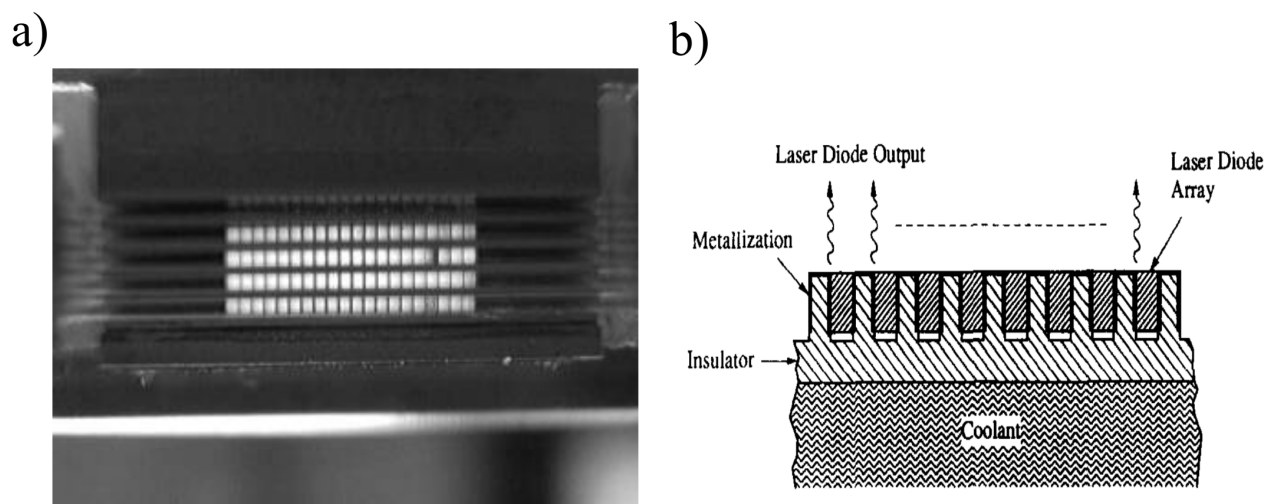 a)
b)
Laser Diode Output
Laser Diode
Array
Metallization
Insulator
Coolant